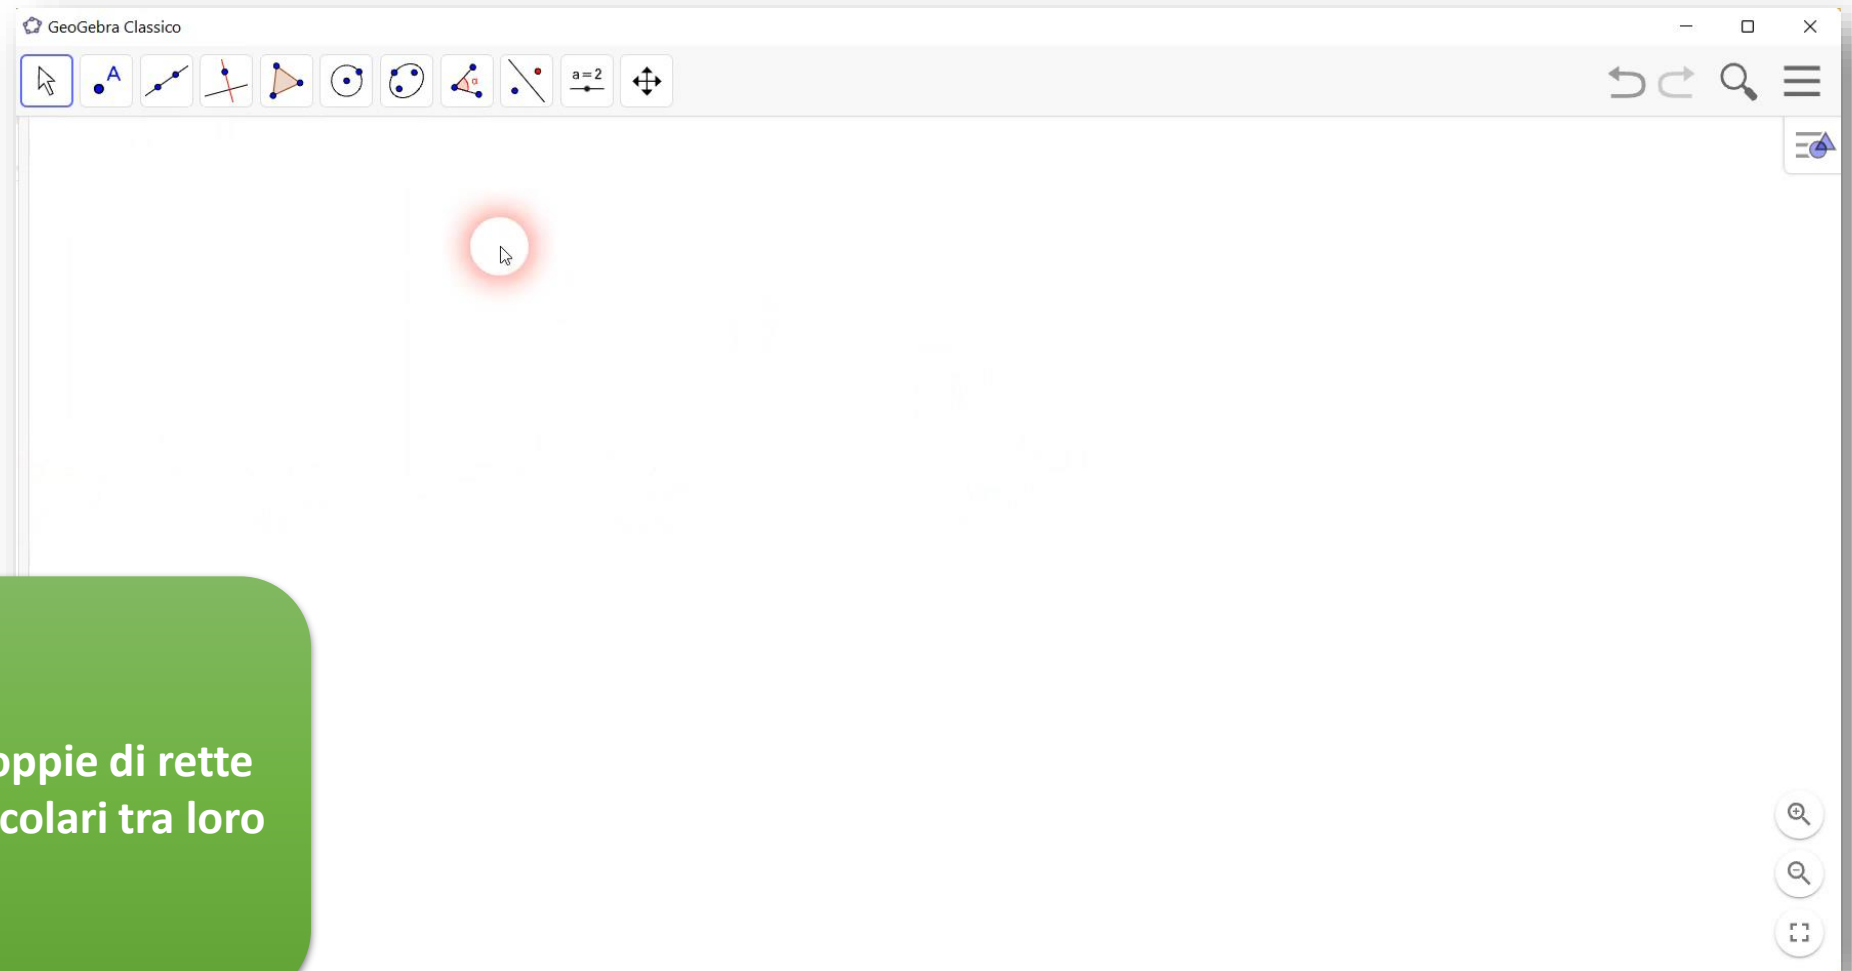 GeoGebra Classico
A
α
a = 2
oppie di rette
colari tra loro